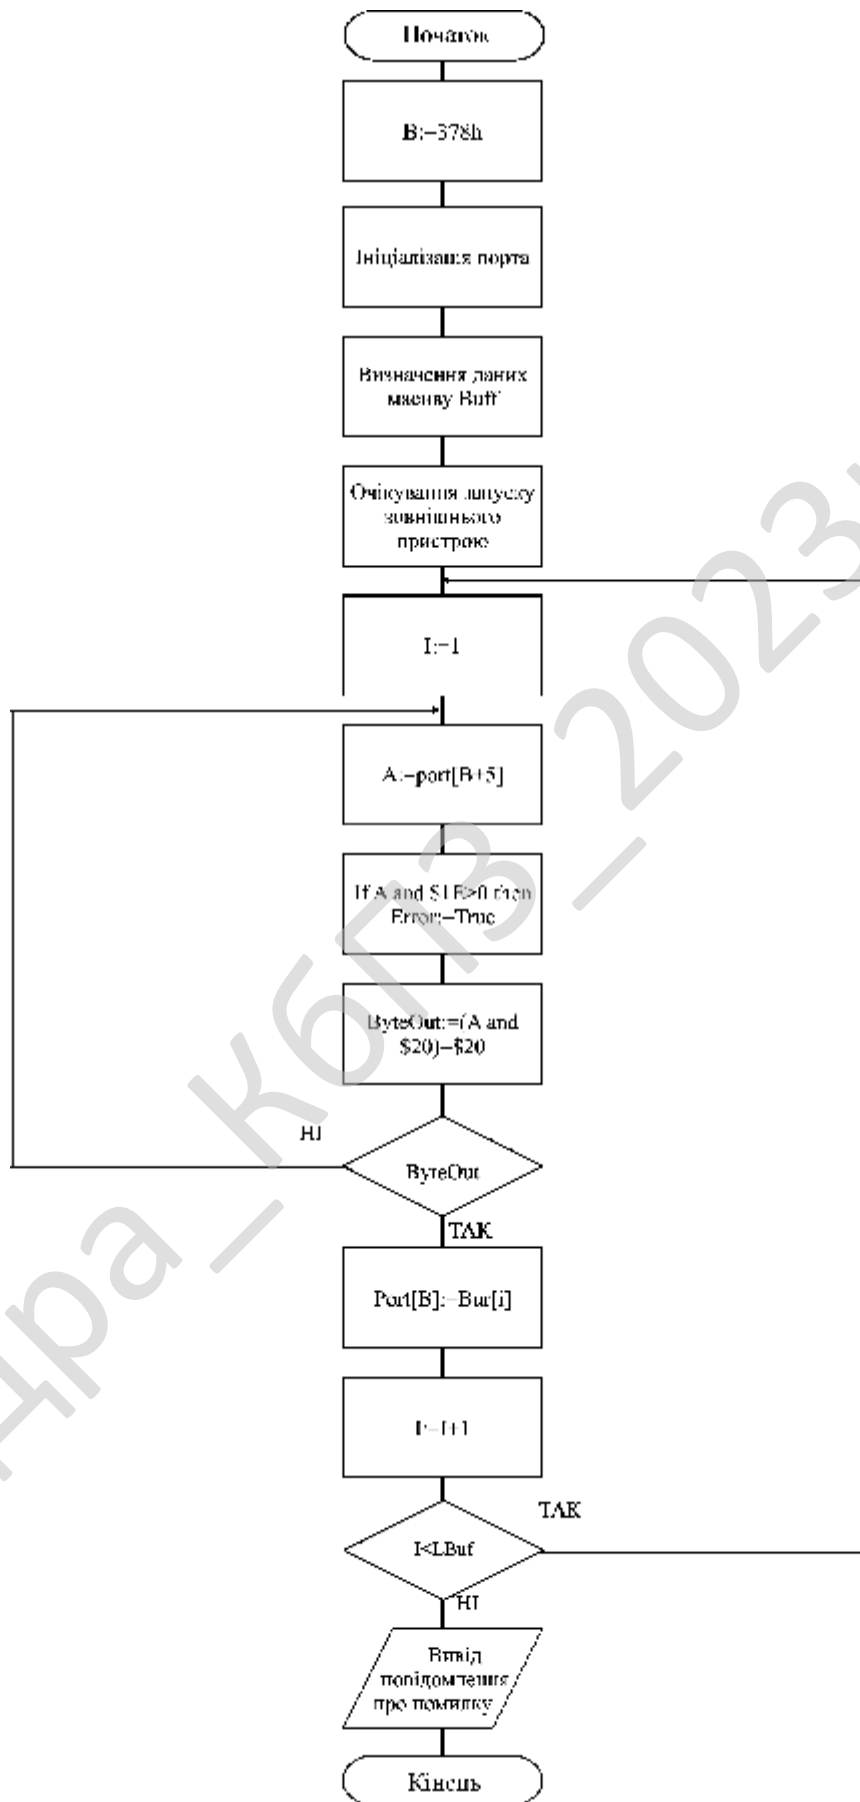 Початок
B:=378h
Ініціалізація порта
Визначення даних
масиву Buff
Очікування запуску
зовнішнього
пристрою
I:=1
A:=port[B+5]
If A and $1E>0 then
Error:=True
ByteOut:=(A and
$20)=$20
НІ
ByteOut
ТАК
Port[B]:=Buf[i]
I:=I+1
ТАК
I<LBuf
НІ
Вивід
повідомлення
про помилку
Кінець
дра_КбПЗ_2023